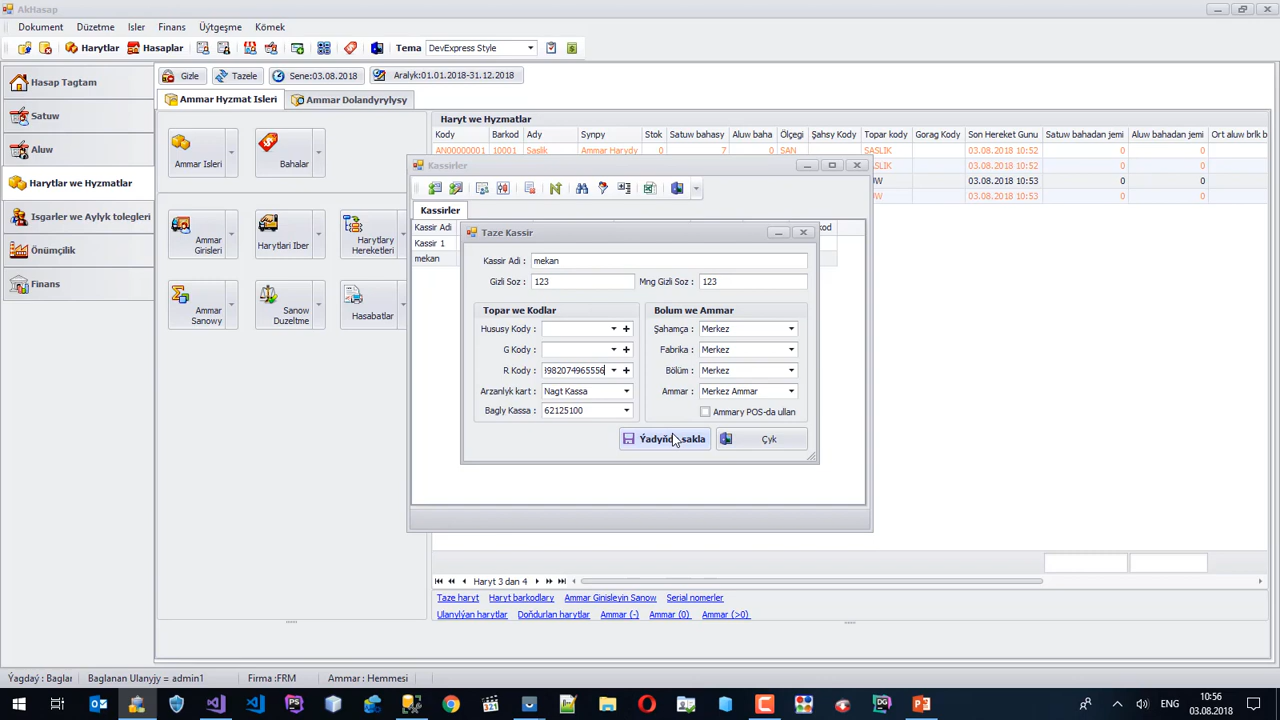 AkHasap
Dokument Düzetme Isler Finans Üýtgeşme Kömek
Harytlar Hasaplar Tema DevExpress Style
Hasap Tagtam
Satuw
Aluw
Harytlar we Hyzmatlar
Isgarler we Aylyk tolegleri
Önümçilik
Finans
Gizle Tazele Sene:03.08.2018 Aralyk:01.01.2018-31.12.2018
Ammar Hyzmat Isleri Ammar Dolandyrylysy
Ammar Isleri Bahalar
Ammar Girisleri
Harytlari Iber
Harytlary Hereketleri
Ammar Sanowy
Sanow Duzeltme
Hasabatlar
Haryt we Hyzmatlar
Kody Barkod Ady Synpy Stok Satuw bahasy Aluw baha Ölçegi Şahsy Kody Topar kody Gorag Kody Son Hereket Gunu Satuw bahadan jemi Aluw bahadan jemi Ort aluw brlk b
AN00000001 10001 Saslik Ammar Harydy 0 7 0 SAN SASLIK 03.08.2018 10:52 0 0
SASLIK 03.08.2018 10:52 0 0
03.08.2018 10:53 0 0
03.08.2018 10:53 0 0
Kassirler
Kassirler
Kassir Adi
Kassir 1
mekan
Taze Kassir
Kassir Adi : mekan
Gizli Soz : 123 Mng Gizli Soz : 123
Topar we Kodlar
Hususy Kody :
G Kody :
R Kody : 3982074965556
Arzanlyk kart : Nagt Kassa
Bagly Kassa : 62125100
Bolum we Ammar
Şahamça : Merkez
Fabrika : Merkez
Bölüm : Merkez
Ammar : Merkez Ammar
Ammary POS-da ullan
Çyk
Haryt 3 dan 4
Taze haryt Haryt barkodlary Ammar Girisleyin Sanow Serial nomerler
Ulanylýan harytlar Doňdurlan harytlar Ammar (-) Ammar (0) Ammar (>0)
Ýagdaý : Baglan Baglanan Ulanyjy = admin1 Firma :FRM Ammar : Hemmesi
ENG 10:56
03.08.2018